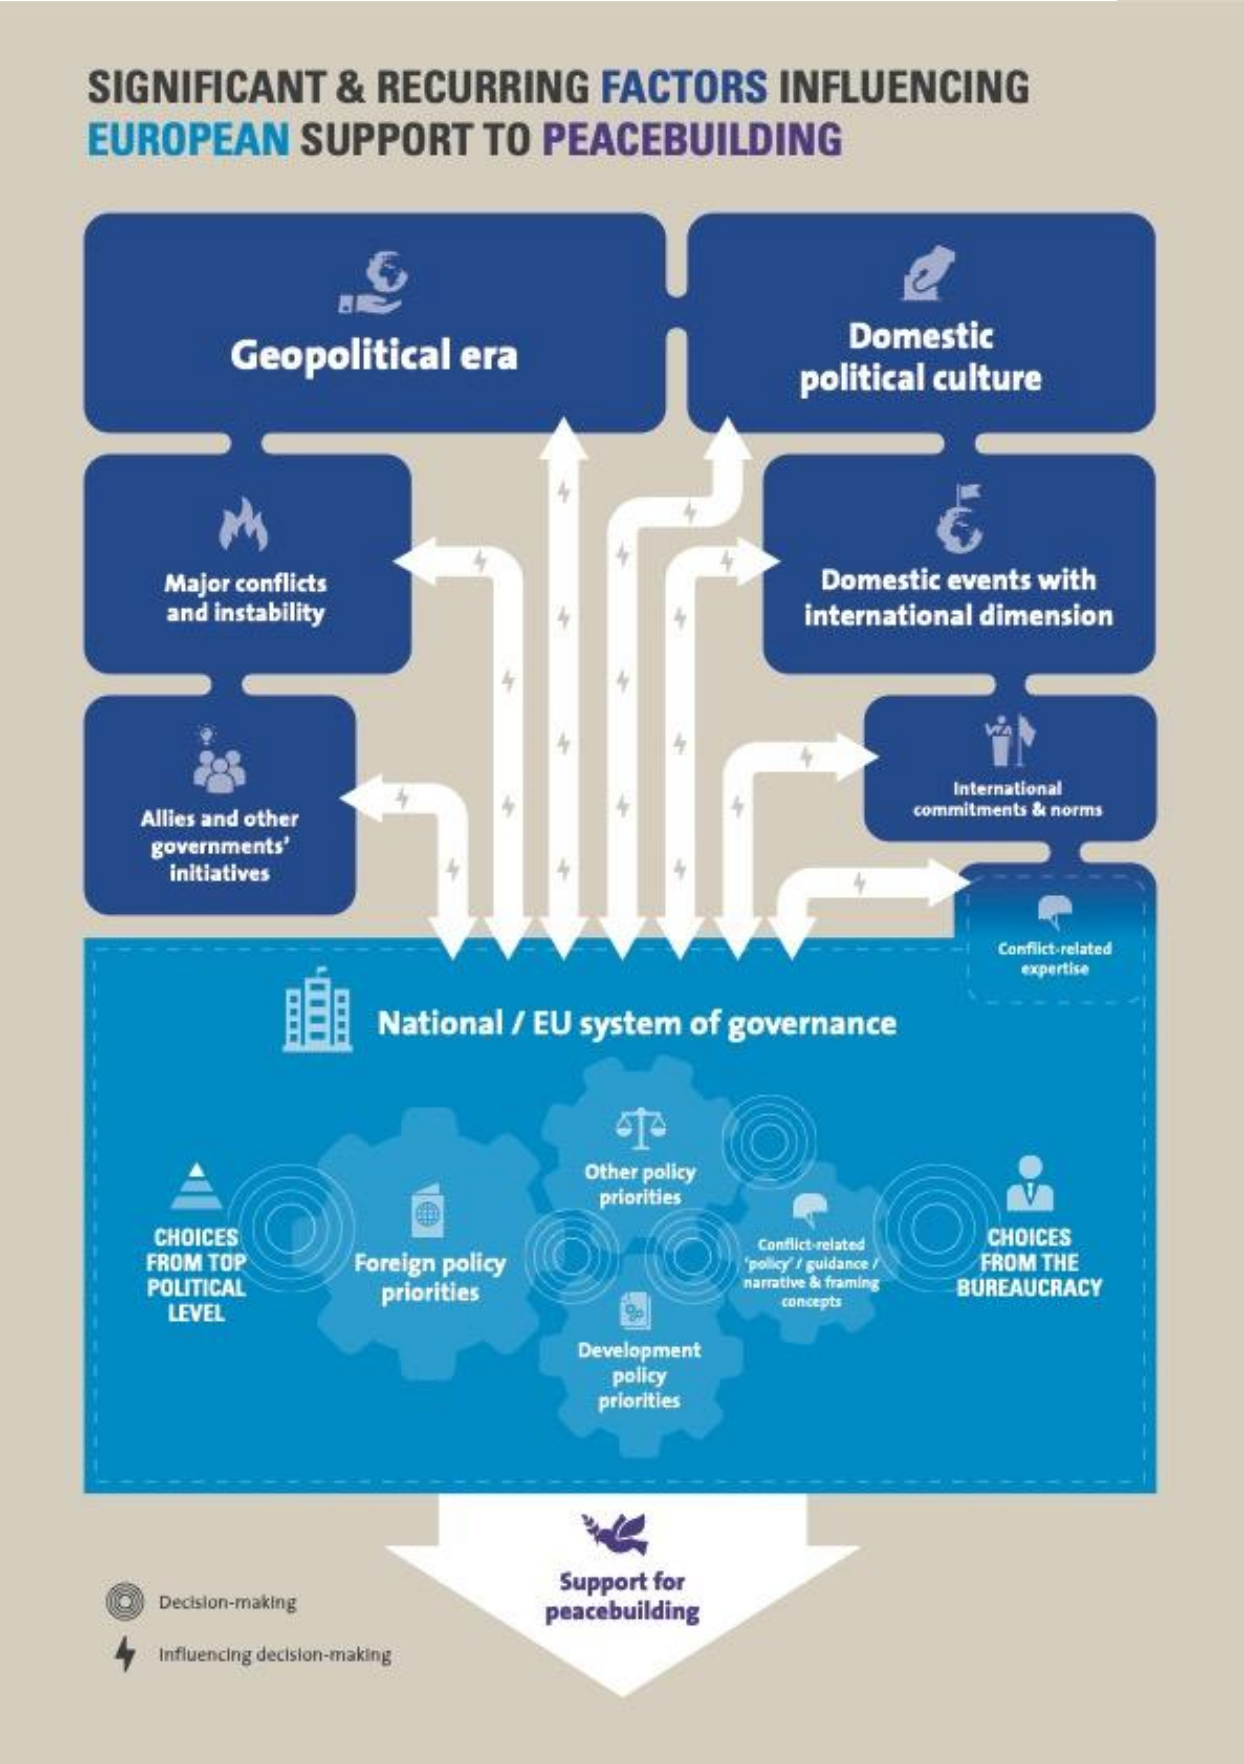 SIGNIFICANT & RECURRING FACTORS INFLUENCING
EUROPEAN SUPPORT TO PEACEBUILDING
Geopolitical era
Domestic
political culture
Major conflicts
and instability
Domestic events with
international dimension
Allies and other
governments'
initiatives
International
commitments & norms
Conflict-related
expertise
National / EU system of governance
Other policy
priorities
CHOICES
FROM TOP
POLITICAL
LEVEL
Foreign policy
priorities
Conflict-related
'policy' / guidance /
narrative & framing
concepts
CHOICES
FROM THE
BUREAUCRACY
Development
policy
priorities
Support for
peacebuilding
Decision-making
Influencing decision-making